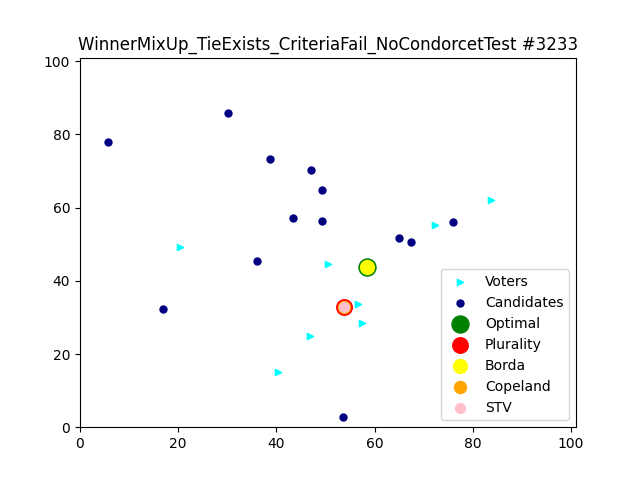 WinnerMixUp_TieExists_CriteriaFail_NoCondorcetTest #3233
100
80
60
40
20
0
0 20 40 60 80 100
Voters
Candidates
Optimal
Plurality
Borda
Copeland
STV